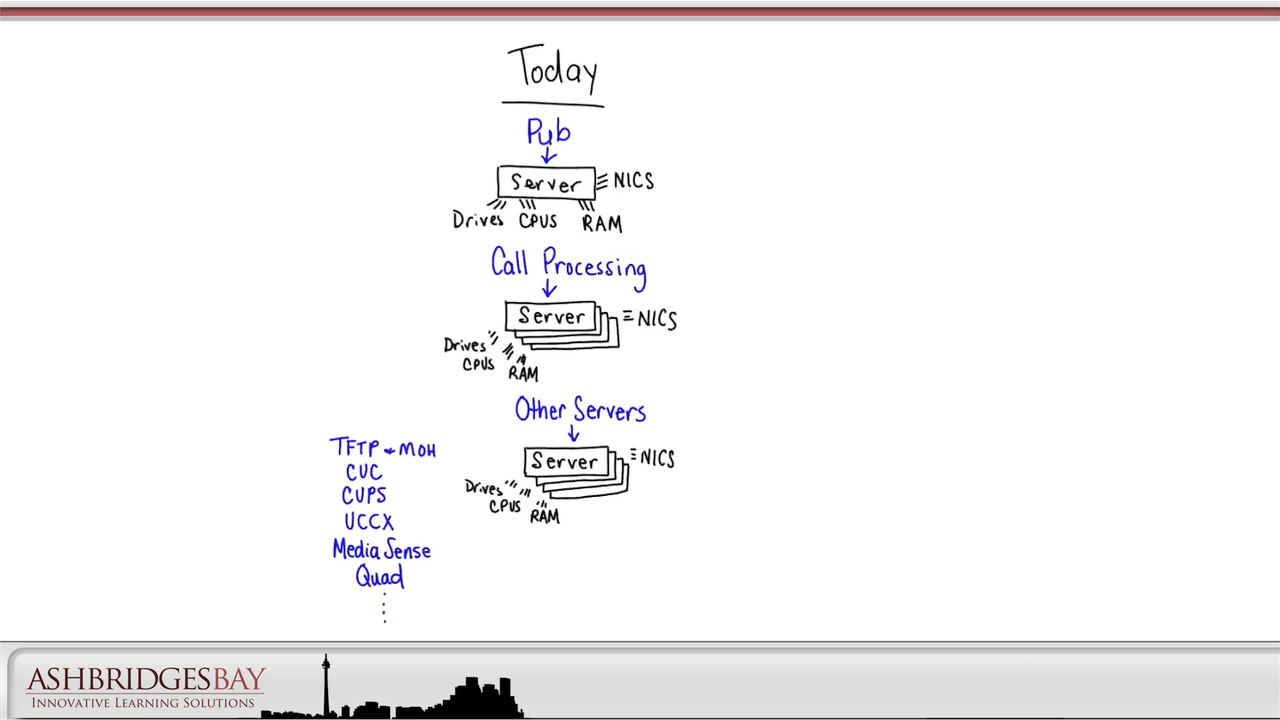 Today
Pub
Server NICS
Drives CPUS RAM
Call Processing
Server NICS
Drives
CPUS
RAM
Other Servers
Server NICS
Drives
CPUS
RAM
TFTP & MOH
CUC
CUPS
UCCX
Media Sense
Quad
ASHBRIDGESBAY
INNOVATIVE LEARNING SOLUTIONS